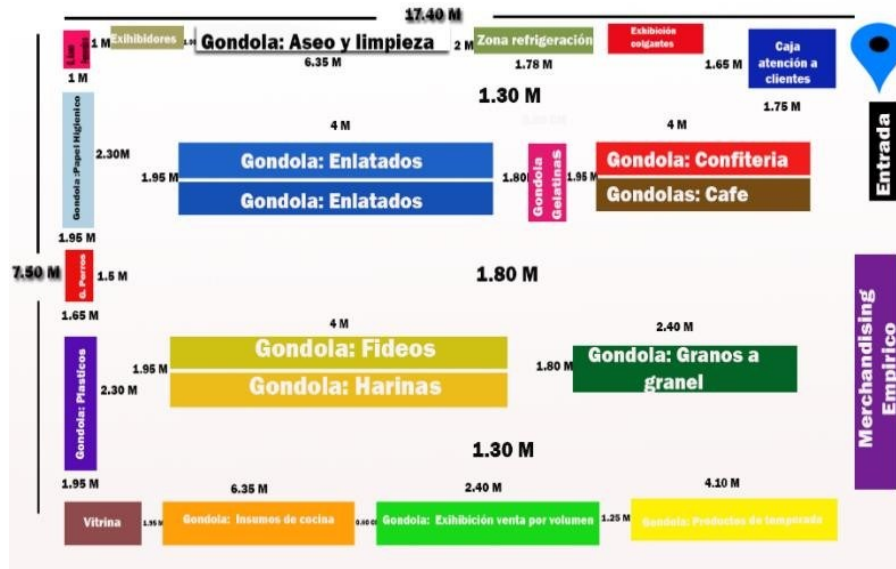 17.40 M
1 M
Exihibidores
Gondola: Aseo y limpieza
6.35 M
2 M
Zona refrigeración
1.78 M
Exhibición
colgantes
1.65 M
Caja
atención a
clientes
1.75 M
1 M
1.30 M
Entrada
Gondola :Papel Higienico
2.30M
1.95 M
4 M
1.95 M
Gondola: Enlatados
Gondola: Enlatados
1.80
Gondola
Gelatinas
1.95 M
4 M
Gondola: Confiteria
Gondolas: Cafe
7.50 M
G. Perros
1.5 M
1.65 M
1.80 M
Merchandising
Empirico
Gondola: Plasticos
2.30 M
1.95 M
4 M
1.95 M
Gondola: Fideos
Gondola: Harinas
2.40 M
1.80 M
Gondola: Granos a
granel
1.30 M
6.35 M
2.40 M
4.10 M
Vitrina
1.95 M
Gondola: Insumos de cocina
Gondola: Exihibición venta por volumen
1.25 M
Gondola: Productos de temporada